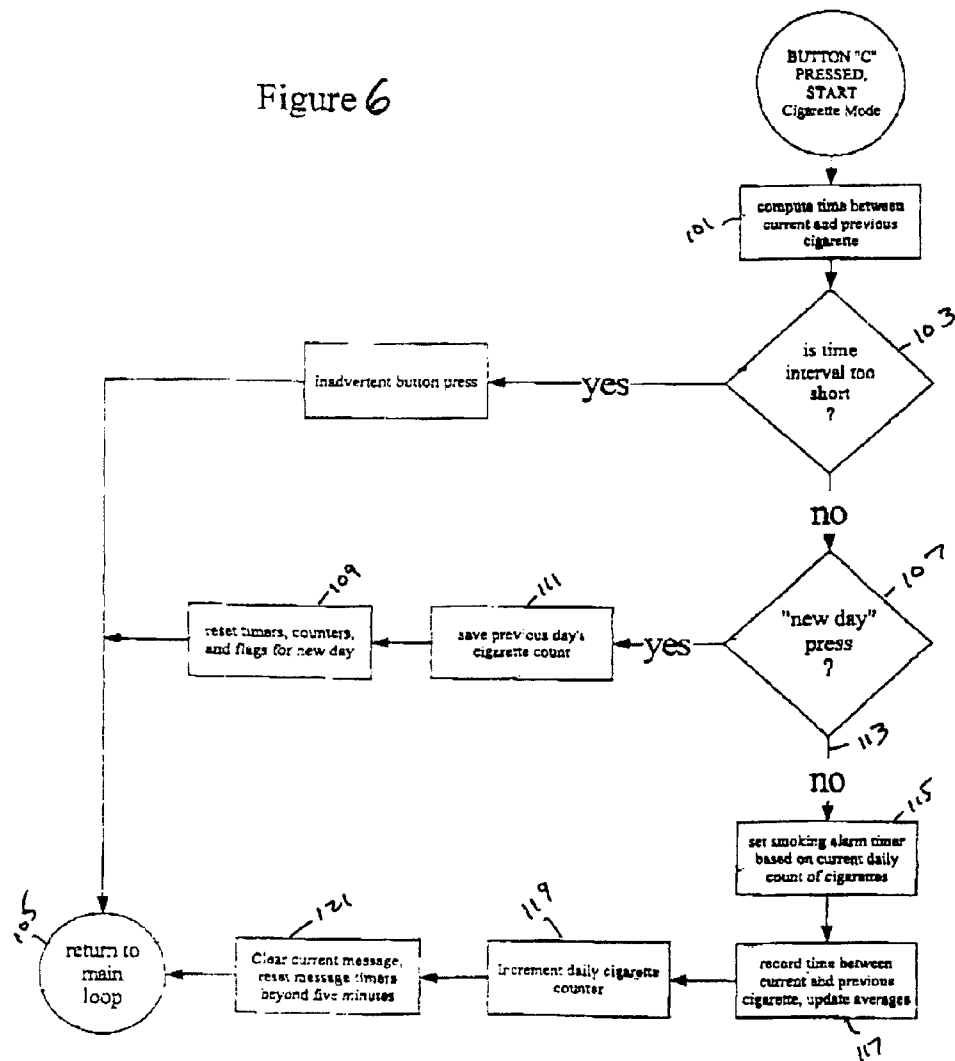 Figure 6
BUTTON "C"
PRESSED,
START
Cigarette Mode
101
compute time between
current and previous
cigarette
103
is time
interval too
short
?
yes
inadvertent button press
no
107
"new day"
press
?
yes
111
save previous day's
cigarette count
109
reset timers, counters,
and flags for new day
113
no
115
set smoking alarm timer
based on current daily
count of cigarettes
record time between
current and previous
cigarette, update averages
117
119
Increment daily cigarette
counter
121
Clear current message,
reset message timers
beyond five minutes
105
return to
main
loop